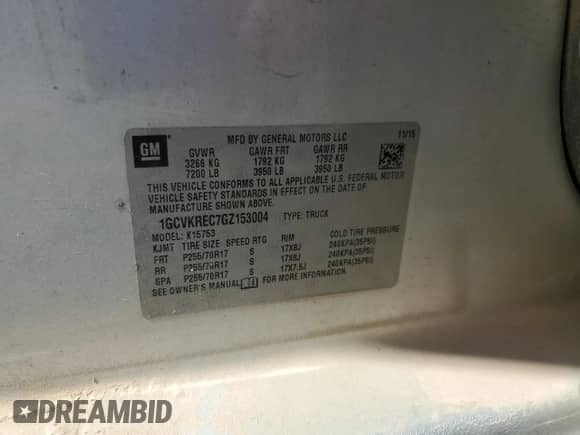 GM
MFD BY GENERAL MOTORS LLC 11/15
GVWR GAWR FRT GAWR RR
3266 KG 1792 KG 1792 KG
7200 LB 3950 LB 3950 LB
THIS VEHICLE CONFORMS TO ALL APPLICABLE U.S. FEDERAL MOTOR
VEHICLE SAFETY STANDARDS IN EFFECT ON THE DATE OF
MANUFACTURE SHOWN ABOVE.
1GCVKREC7GZ153004 TYPE: TRUCK
MODEL: K15753
KJMT TIRE SIZE SPEED RTG RIM COLD TIRE PRESSURE
FRT P255/70R17 S 17X8J 240KPA(35PSI)
RR P255/70R17 S 17X8J 240KPA(35PSI)
SPA P255/70R17 S 17X7.5J 240KPA(35PSI)
SEE OWNER'S MANUAL FOR MORE INFORMATION.
DREAMBID